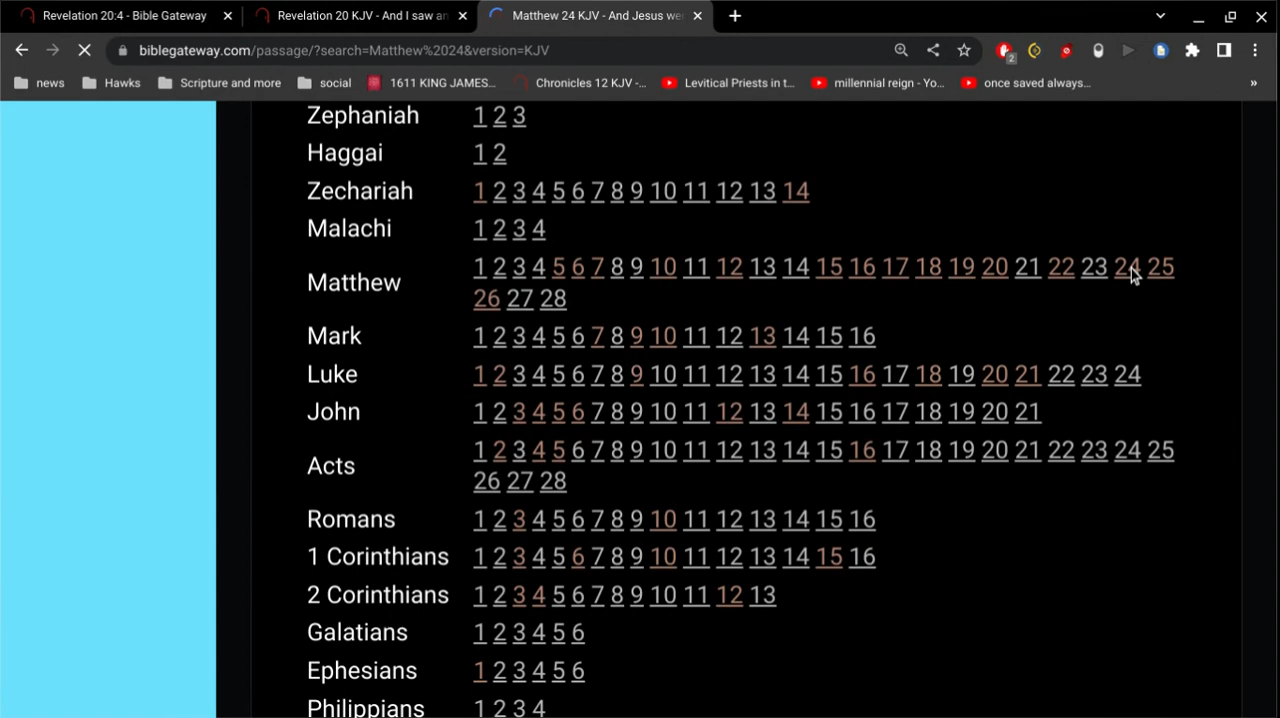 Revelation 20:4 - Bible Gateway
Revelation 20 KJV - And I saw an
Matthew 24 KJV - And Jesus we
biblegateway.com/passage/?search=Matthew%2024&version=KJV
2
news Hawks Scripture and more social 1611 KING JAMES... Chronicles 12 KJV -... Levitical Priests in t... millennial reign - Yo... once saved always... »
Zephaniah 1 2 3
Haggai 1 2
Zechariah 1 2 3 4 5 6 7 8 9 10 11 12 13 14
Malachi 1 2 3 4
Matthew 1 2 3 4 5 6 7 8 9 10 11 12 13 14 15 16 17 18 19 20 21 22 23 24 25
26 27 28
Mark 1 2 3 4 5 6 7 8 9 10 11 12 13 14 15 16
Luke 1 2 3 4 5 6 7 8 9 10 11 12 13 14 15 16 17 18 19 20 21 22 23 24
John 1 2 3 4 5 6 7 8 9 10 11 12 13 14 15 16 17 18 19 20 21
Acts 1 2 3 4 5 6 7 8 9 10 11 12 13 14 15 16 17 18 19 20 21 22 23 24 25
26 27 28
Romans 1 2 3 4 5 6 7 8 9 10 11 12 13 14 15 16
1 Corinthians 1 2 3 4 5 6 7 8 9 10 11 12 13 14 15 16
2 Corinthians 1 2 3 4 5 6 7 8 9 10 11 12 13
Galatians 1 2 3 4 5 6
Ephesians 1 2 3 4 5 6
Philippians 1 2 3 4